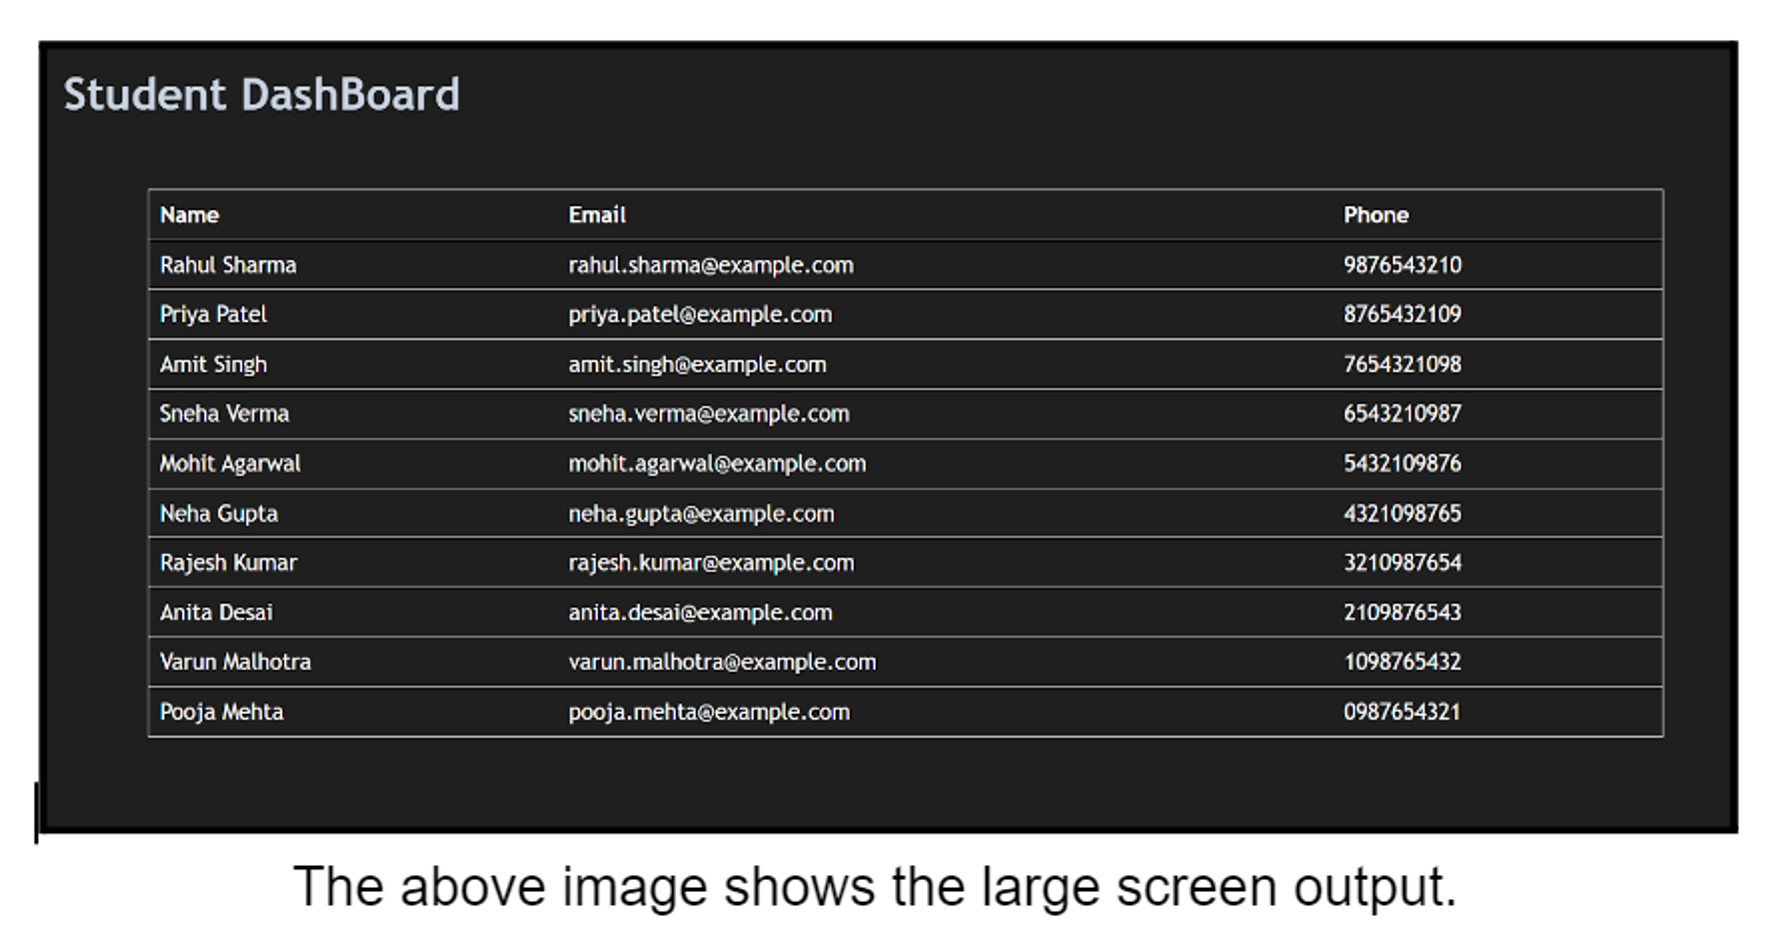 Student DashBoard
Name Email Phone
Rahul Sharma rahul.sharma@example.com 9876543210
Priya Patel priya.patel@example.com 8765432109
Amit Singh amit.singh@example.com 7654321098
Sneha Verma sneha.verma@example.com 6543210987
Mohit Agarwal mohit.agarwal@example.com 5432109876
Neha Gupta neha.gupta@example.com 4321098765
Rajesh Kumar rajesh.kumar@example.com 3210987654
Anita Desai anita.desai@example.com 2109876543
Varun Malhotra varun.malhotra@example.com 1098765432
Pooja Mehta pooja.mehta@example.com 0987654321
The above image shows the large screen output.